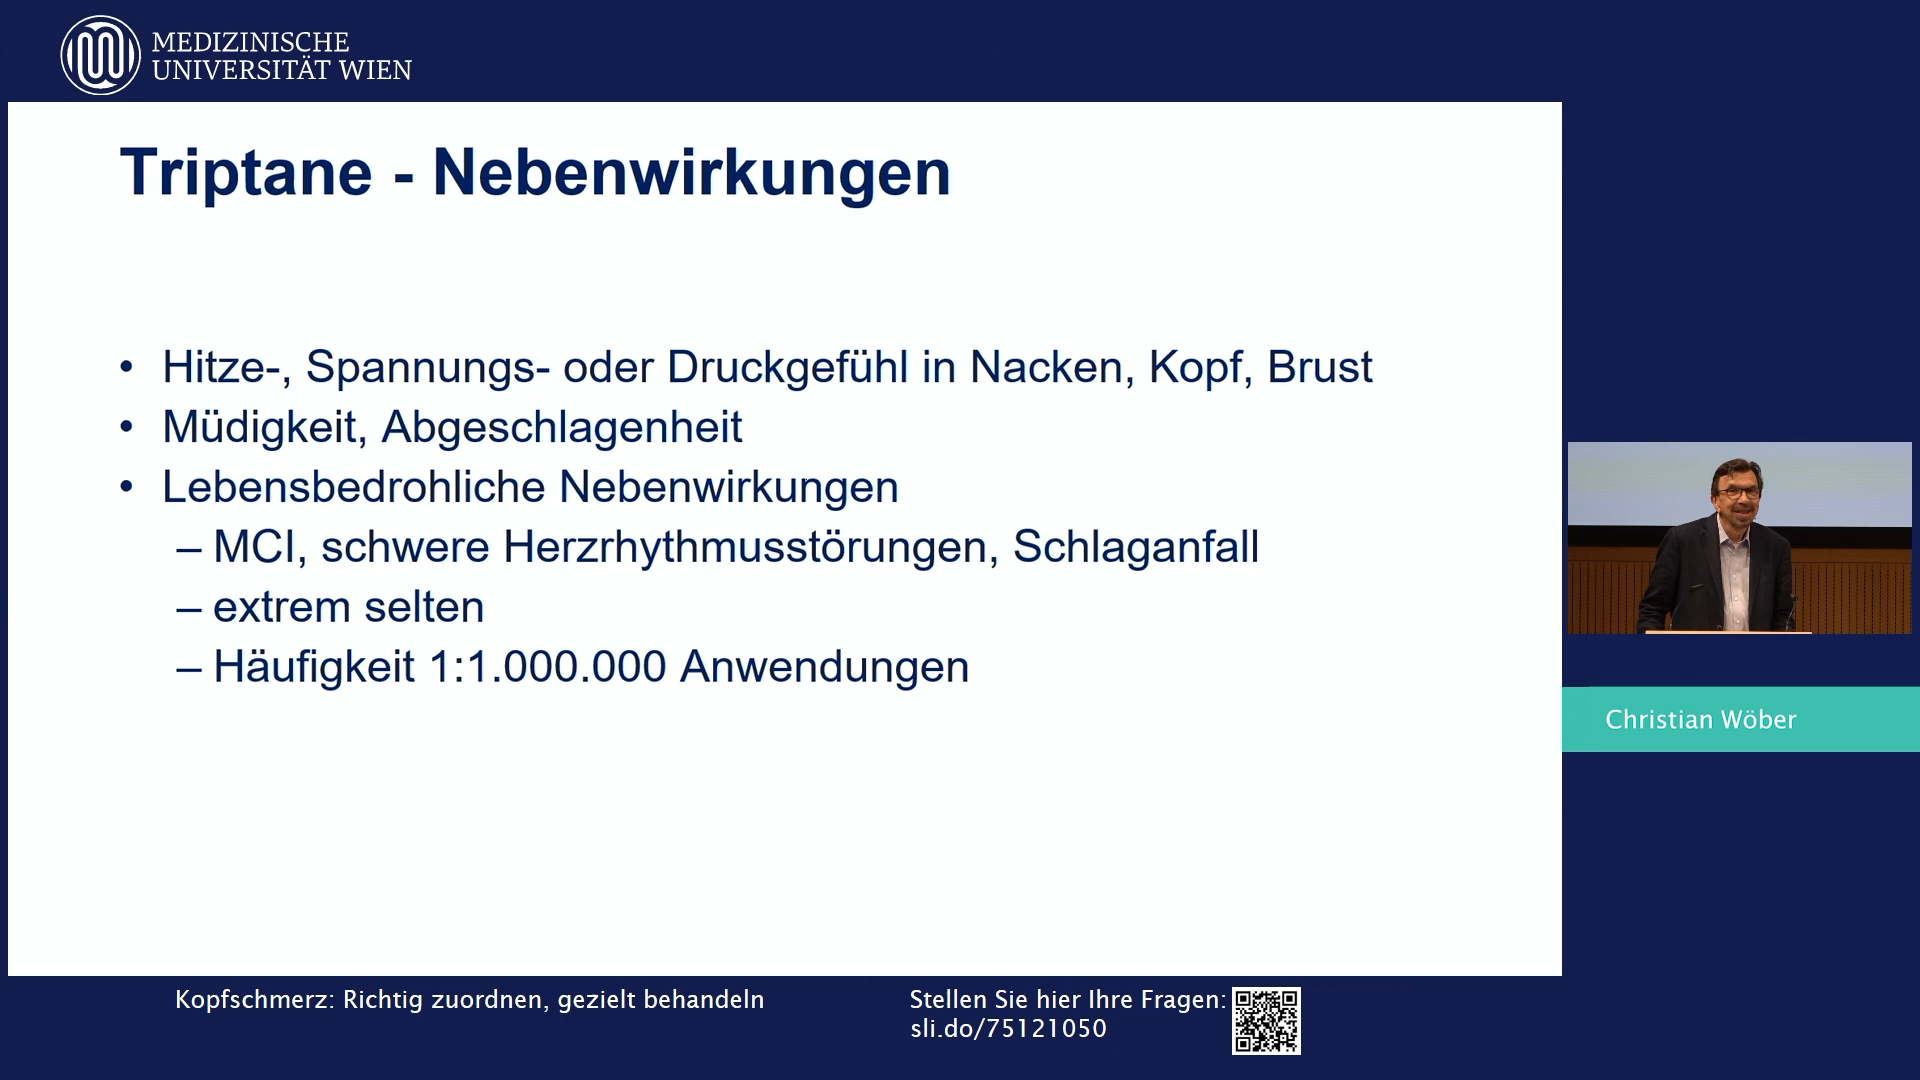 MEDIZINISCHE
UNIVERSITÄT WIEN
Triptane - Nebenwirkungen
• Hitze-, Spannungs- oder Druckgefühl in Nacken, Kopf, Brust
• Müdigkeit, Abgeschlagenheit
• Lebensbedrohliche Nebenwirkungen
– MCI, schwere Herzrhythmusstörungen, Schlaganfall
– extrem selten
– Häufigkeit 1:1.000.000 Anwendungen
Christian Wöber
Kopfschmerz: Richtig zuordnen, gezielt behandeln
Stellen Sie hier Ihre Fragen:
sli.do/75121050